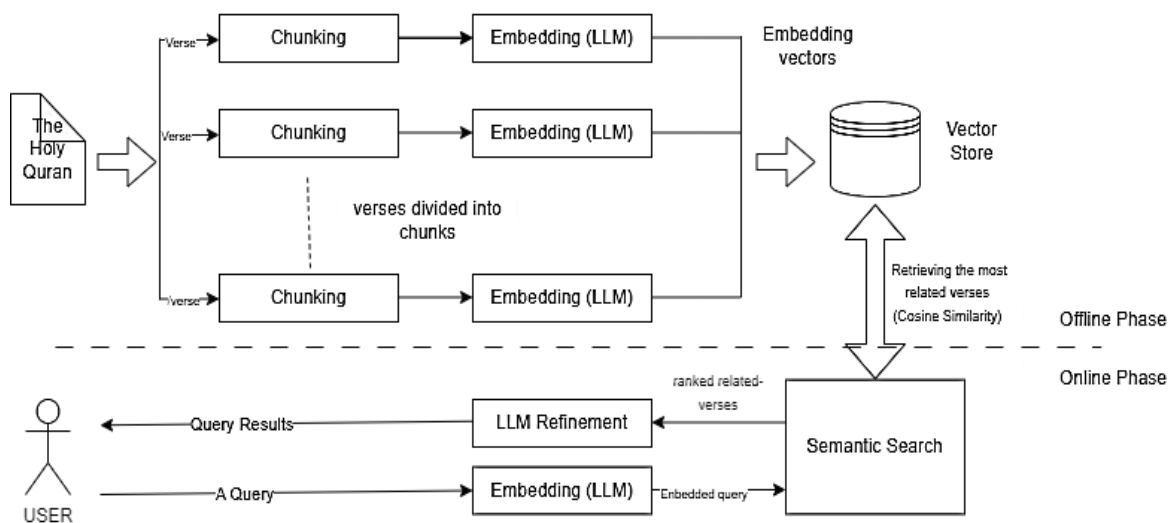 Verse
Chunking
Embedding (LLM)
Embedding
vectors
The
Holy
Quran
Verse
Chunking
Embedding (LLM)
Vector
Store
verses divided into
chunks
/verse
Chunking
Embedding (LLM)
Retrieving the most
related verses
(Cosine Similarity)
Offline Phase
Online Phase
ranked related-
verses
Query Results
LLM Refinement
Semantic Search
A Query
Embedding (LLM)
Enbedded query
USER